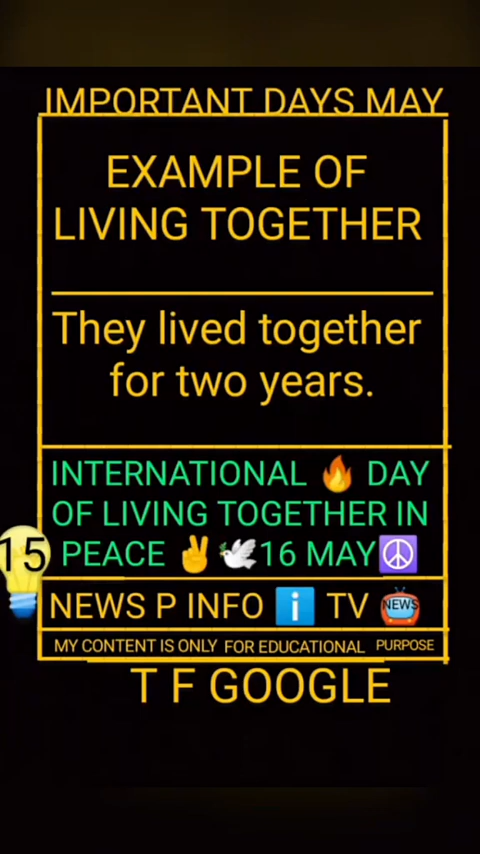 IMPORTANT DAYS MAY
EXAMPLE OF
LIVING TOGETHER
They lived together
for two years.
INTERNATIONAL 🔥 DAY
OF LIVING TOGETHER IN
15 PEACE ✌️🕊️16 MAY☮️
NEWS P INFO ℹ️ TV NEWS
MY CONTENT IS ONLY FOR EDUCATIONAL PURPOSE
T F GOOGLE